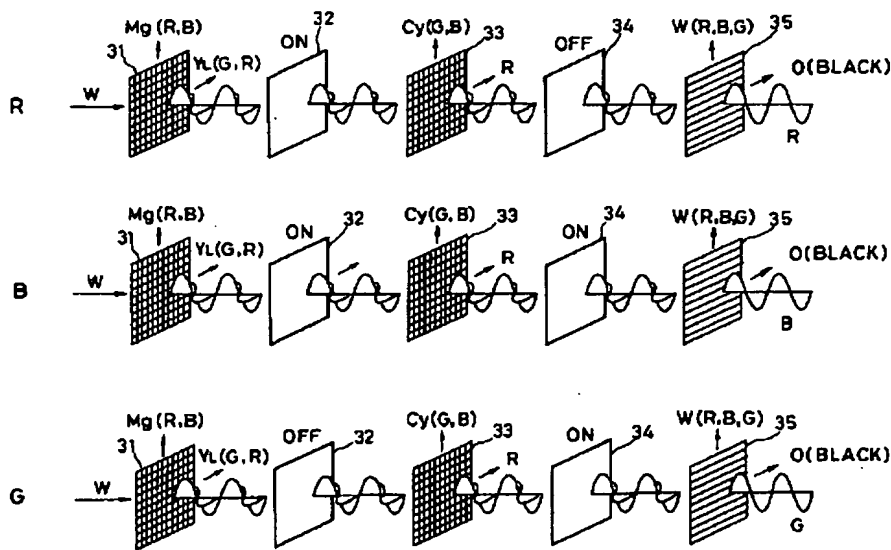 Mg(R,B) ON 32 Cy(G,B) 33 OFF 34 W(R,B,G) 35
31 YL(G,R) R O(BLACK)
R W R
Mg(R,B) ON 32 Cy(G,B) 33 ON 34 W(R,B,G) 35
31 YL(G,R) R O(BLACK)
B W B
Mg(R,B) OFF 32 Cy(G,B) 33 ON 34 W(R,B,G) 35
31 YL(G,R) R O(BLACK)
G W G